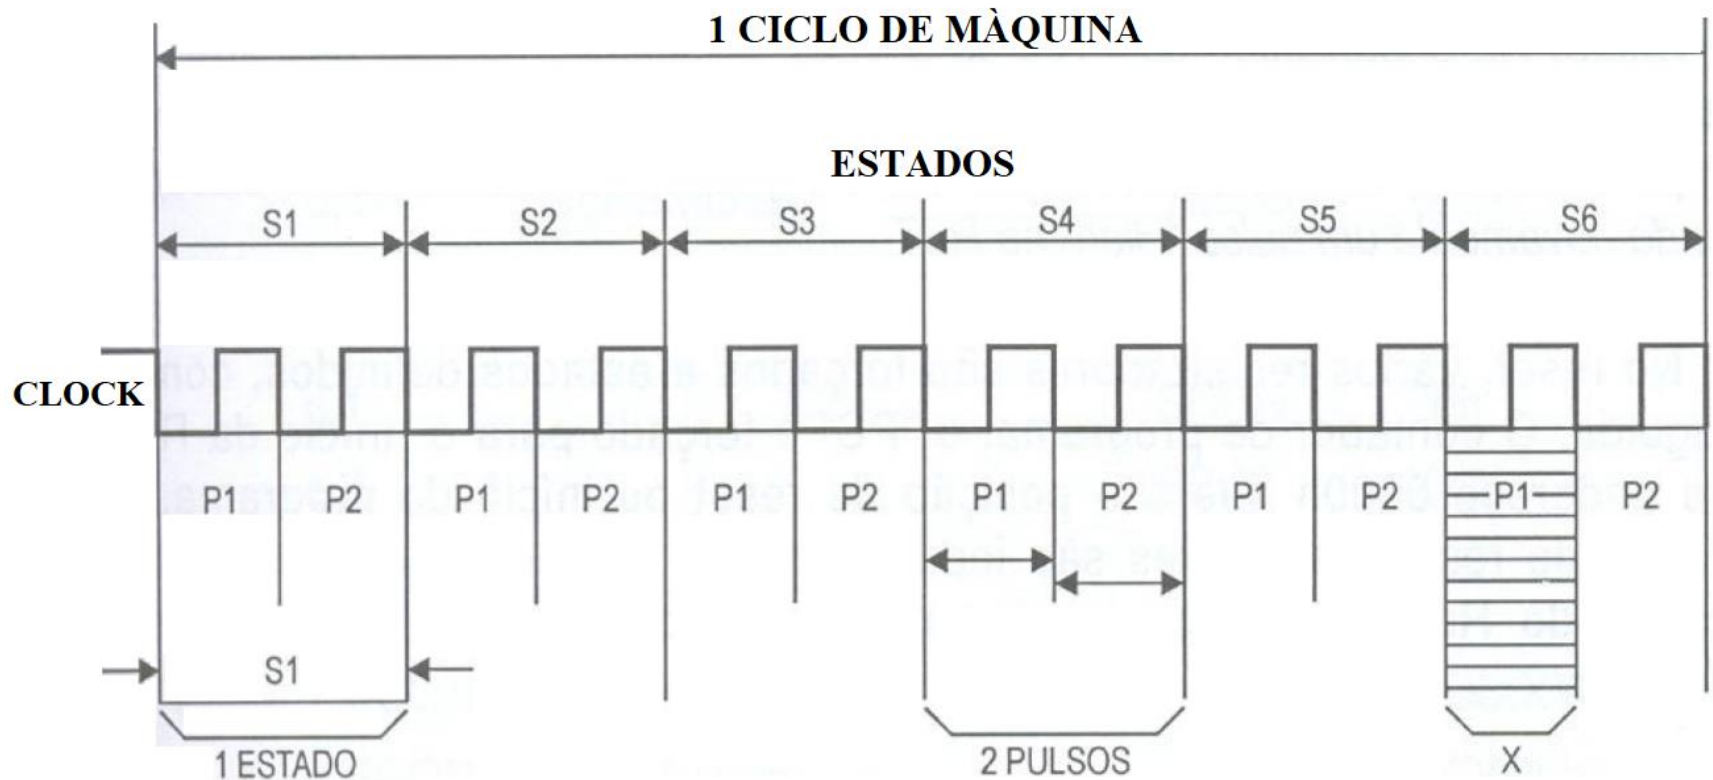 1 CICLO DE MÀQUINA
ESTADOS
S1 S2 S3 S4 S5 S6
CLOCK
P1 P2 P1 P2 P1 P2 P1 P2 P1 P2 P1 P2
S1
1 ESTADO 2 PULSOS X